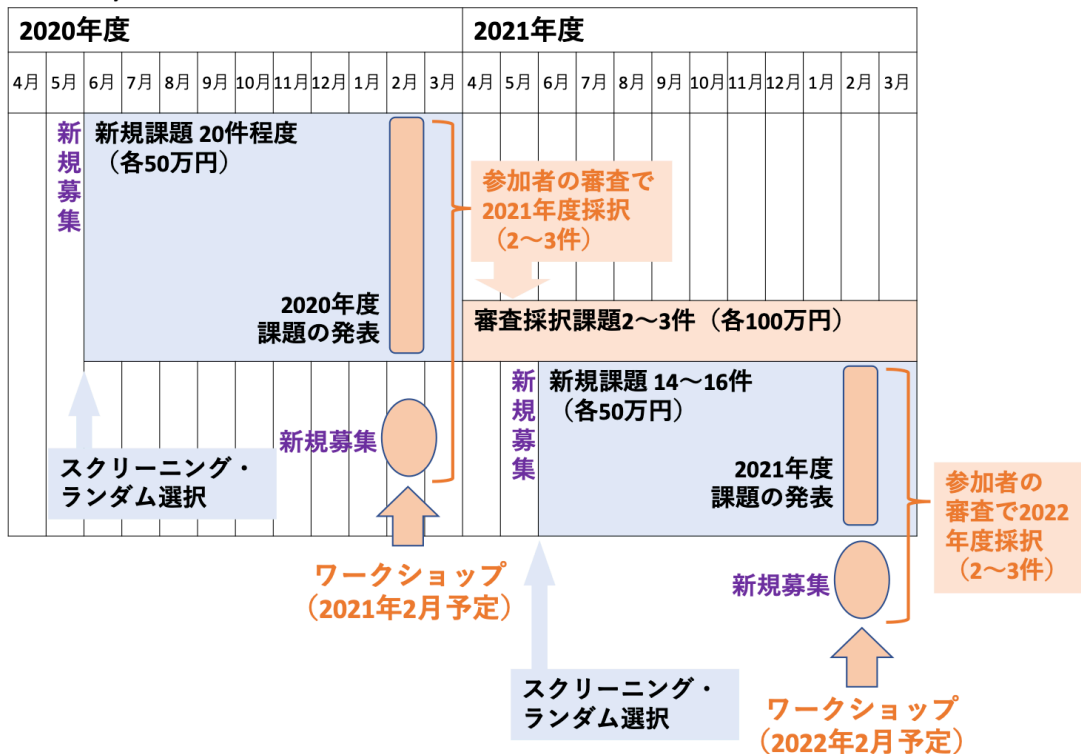 2020年度
2021年度
4月 5月 6月 7月 8月 9月 10月 11月 12月 1月 2月 3月 4月 5月 6月 7月 8月 9月 10月 11月 12月 1月 2月 3月
新規募集
新規課題 20件程度
（各50万円）
参加者の審査で
2021年度採択
（2〜3件）
2020年度
課題の発表
審査採択課題2〜3件（各100万円）
新規募集
新規課題 14〜16件
（各50万円）
新規募集
スクリーニング・
ランダム選択
2021年度
課題の発表
参加者の
審査で2022
年度採択
（2〜3件）
ワークショップ
（2021年2月予定）
新規募集
スクリーニング・
ランダム選択
ワークショップ
（2022年2月予定）